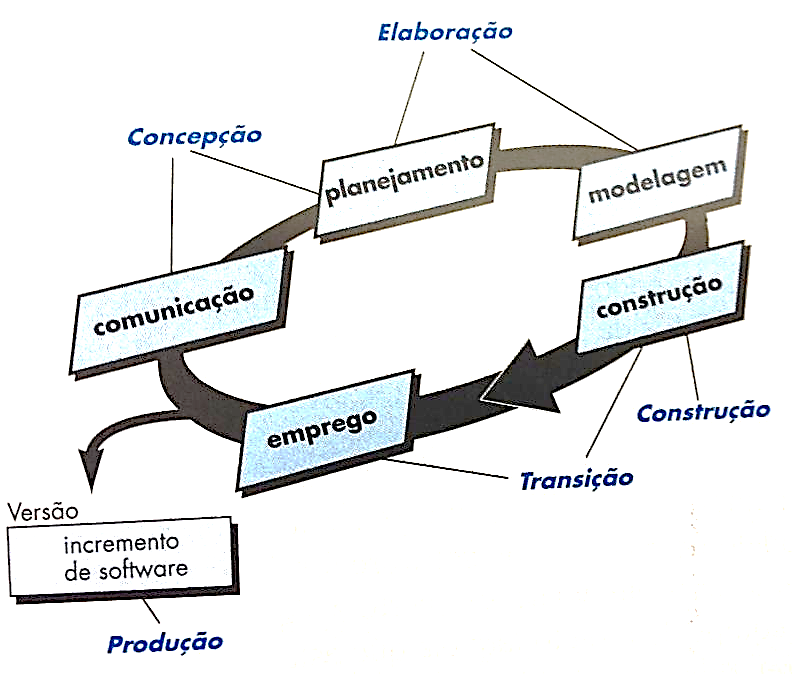 Elaboração
Concepção
planejamento
modelagem
comunicação
construção
emprego
Construção
Transição
Versão
incremento
de software
Produção